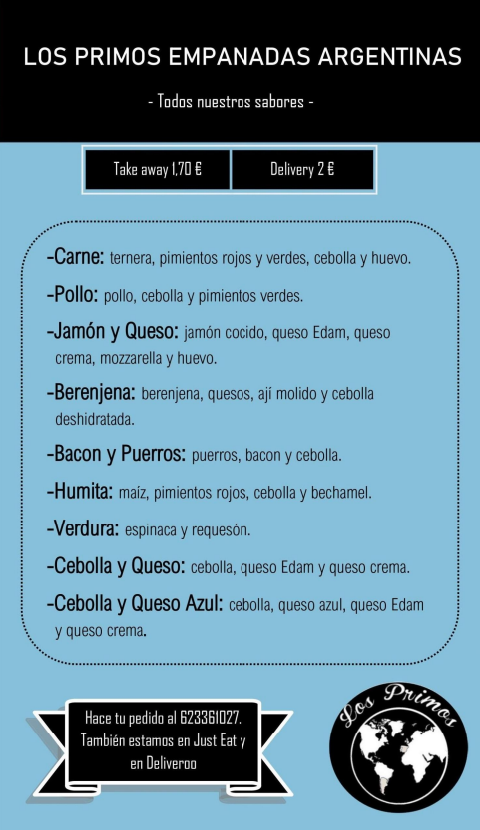 LOS PRIMOS EMPANADAS ARGENTINAS
- Todos nuestros sabores -
Take away 1,70 €
Delivery 2 €
-Carne: ternera, pimientos rojos y verdes, cebolla y huevo.
-Pollo: pollo, cebolla y pimientos verdes.
-Jamón y Queso: jamón cocido, queso Edam, queso
crema, mozzarella y huevo.
-Berenjena: berenjena, quesos, ají molido y cebolla
deshidratada.
-Bacon y Puerros: puerros, bacon y cebolla.
-Humita: maíz, pimientos rojos, cebolla y bechamel.
-Verdura: espinaca y requesón.
-Cebolla y Queso: cebolla, queso Edam y queso crema.
-Cebolla y Queso Azul: cebolla, queso azul, queso Edam
y queso crema.
Hace tu pedido al 623361027.
También estamos en Just Eat y
en Deliveroo
Los Primos